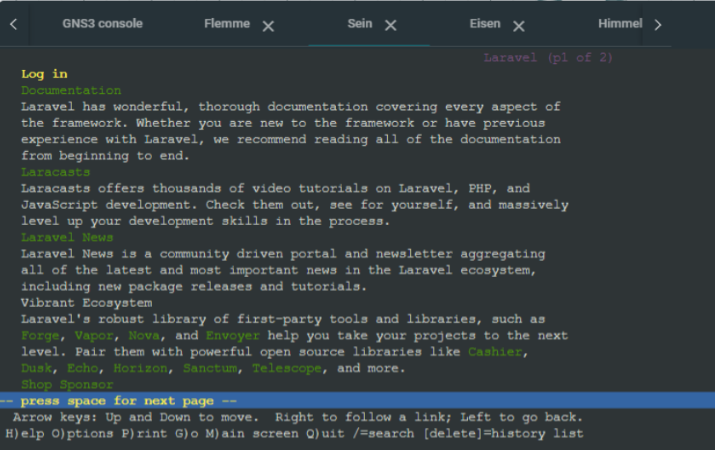 GNS3 console Flemme Sein Eisen Himmel
Laravel (p1 of 2)
Log in
Documentation
Laravel has wonderful, thorough documentation covering every aspect of
the framework. Whether you are new to the framework or have previous
experience with Laravel, we recommend reading all of the documentation
from beginning to end.
Laracasts
Laracasts offers thousands of video tutorials on Laravel, PHP, and
JavaScript development. Check them out, see for yourself, and massively
level up your development skills in the process.
Laravel News
Laravel News is a community driven portal and newsletter aggregating
all of the latest and most important news in the Laravel ecosystem,
including new package releases and tutorials.
Vibrant Ecosystem
Laravel's robust library of first-party tools and libraries, such as
Forge, Vapor, Nova, and Envoyer help you take your projects to the next
level. Pair them with powerful open source libraries like Cashier,
Dusk, Echo, Horizon, Sanctum, Telescope, and more.
Shop Sponsor
-- press space for next page --
Arrow keys: Up and Down to move. Right to follow a link; Left to go back.
H)elp O)ptions P)rint G)o M)ain screen Q)uit /=search [delete]=history list